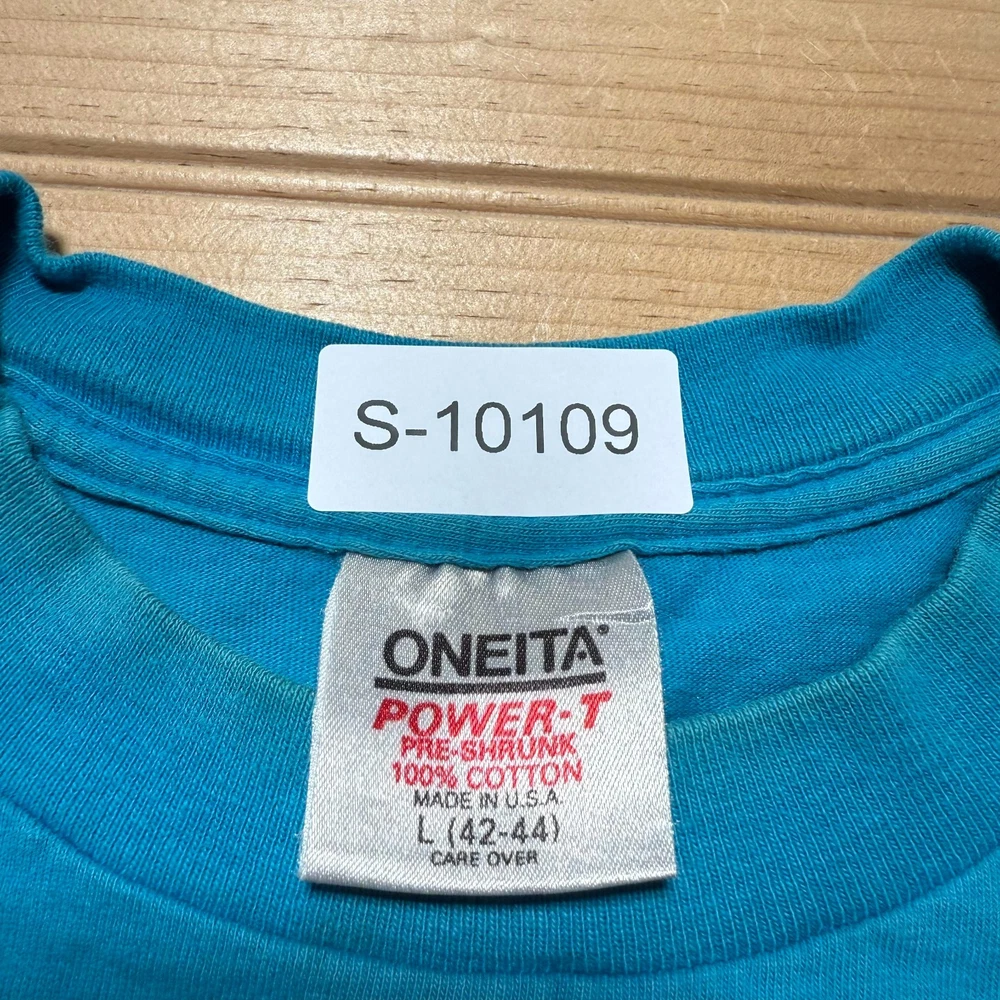 S-10109
ONEITA®
POWER-T
PRE-SHRUNK
100% COTTON
MADE IN U.S.A.
L (42-44)
CARE OVER